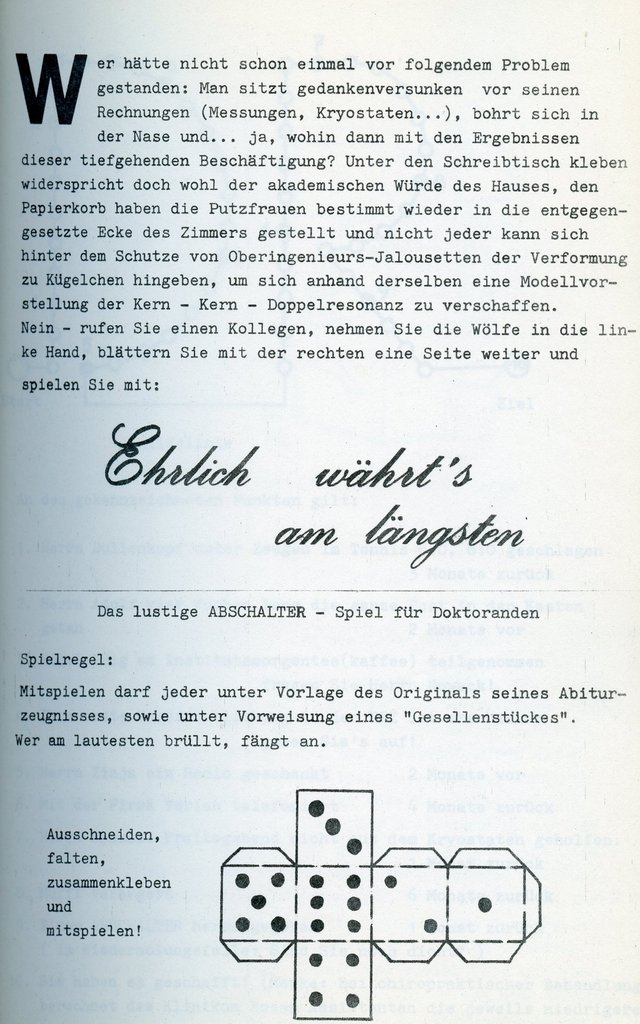 Wer hätte nicht schon einmal vor folgendem Problem
gestanden: Man sitzt gedankenversunken vor seinen
Rechnungen (Messungen, Kryostaten...), bohrt sich in
der Nase und... ja, wohin dann mit den Ergebnissen
dieser tiefgehenden Beschäftigung? Unter den Schreibtisch kleben
widerspricht doch wohl der akademischen Würde des Hauses, den
Papierkorb haben die Putzfrauen bestimmt wieder in die entgegen-
gesetzte Ecke des Zimmers gestellt und nicht jeder kann sich
hinter dem Schutze von Oberingenieurs-Jalousetten der Verformung
zu Kügelchen hingeben, um sich anhand derselben eine Modellvor-
stellung der Kern - Kern - Doppelresonanz zu verschaffen.
Nein - rufen Sie einen Kollegen, nehmen Sie die Wölfe in die lin-
ke Hand, blättern Sie mit der rechten eine Seite weiter und
spielen Sie mit:
Ehrlich währt's
am längsten
Das lustige ABSCHALTER - Spiel für Doktoranden
Spielregel:
Mitspielen darf jeder unter Vorlage des Originals seines Abitur-
zeugnisses, sowie unter Vorweisung eines "Gesellenstückes".
Wer am lautesten brüllt, fängt an.
Ausschneiden,
falten,
zusammenkleben
und
mitspielen!